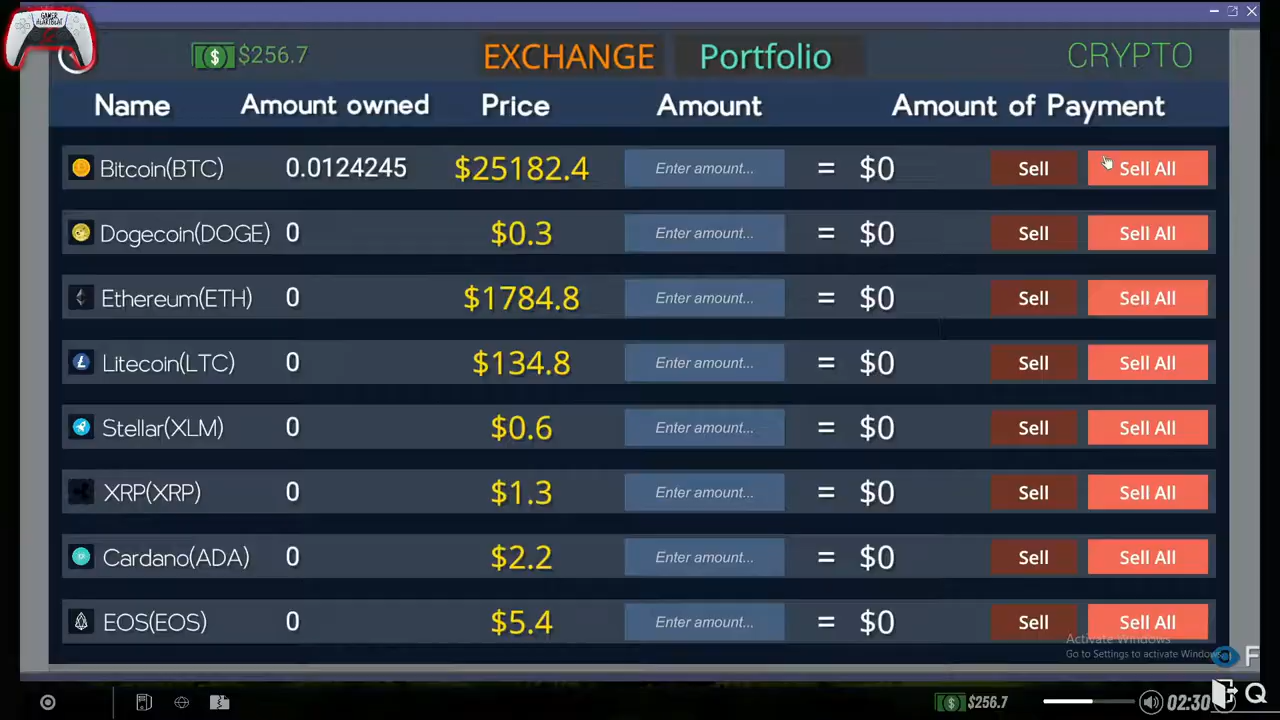 GAMER HEARTBEAT
$ $256.7 EXCHANGE Portfolio CRYPTO
Name Amount owned Price Amount Amount of Payment
Bitcoin(BTC) 0.0124245 $25182.4 Enter amount... = $0 Sell Sell All
Dogecoin(DOGE) 0 $0.3 Enter amount... = $0 Sell Sell All
Ethereum(ETH) 0 $1784.8 Enter amount... = $0 Sell Sell All
Litecoin(LTC) 0 $134.8 Enter amount... = $0 Sell Sell All
Stellar(XLM) 0 $0.6 Enter amount... = $0 Sell Sell All
XRP(XRP) 0 $1.3 Enter amount... = $0 Sell Sell All
Cardano(ADA) 0 $2.2 Enter amount... = $0 Sell Sell All
EOS(EOS) 0 $5.4 Enter amount... = $0 Sell Sell All
Activate Windows
Go to Settings to activate Windows. F
$ $256.7 02:30 Q